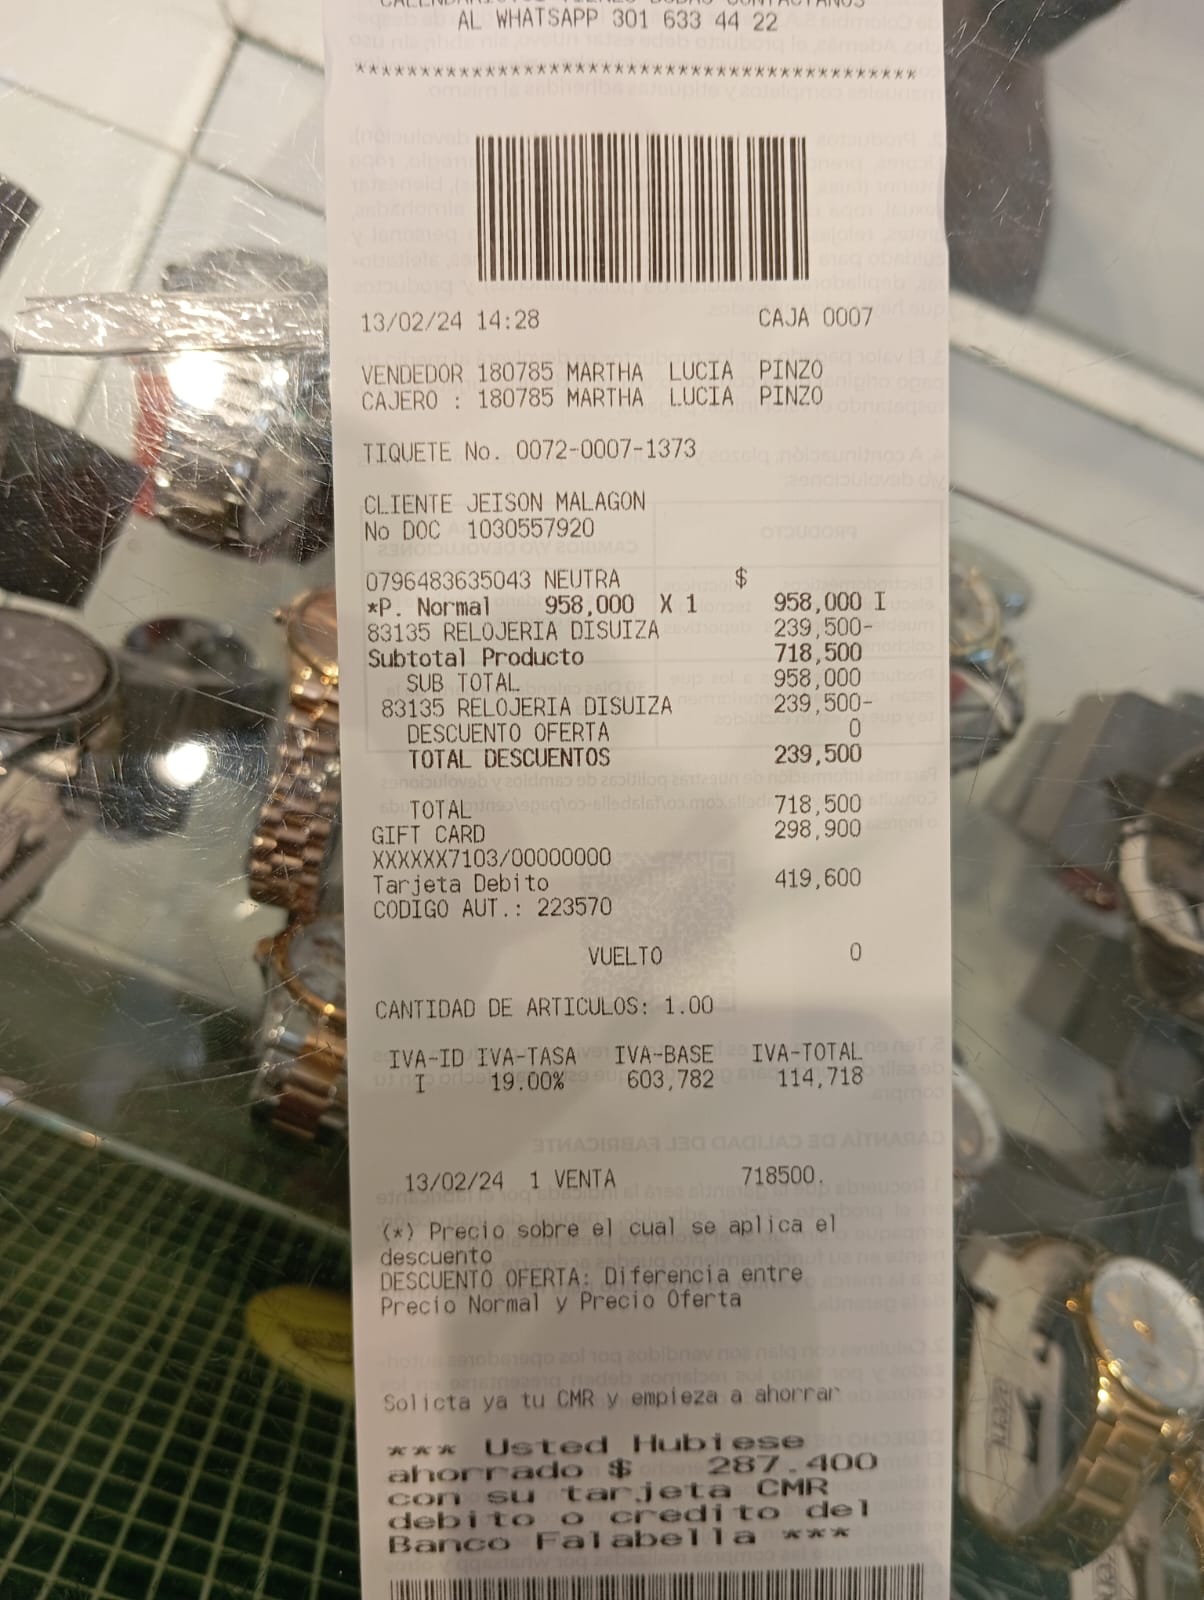 AL WHATSAPP 301 633 44 22
*******************************************
13/02/24 14:28 CAJA 0007
VENDEDOR 180785 MARTHA LUCIA PINZO
CAJERO : 180785 MARTHA LUCIA PINZO
TIQUETE No. 0072-0007-1373
CLIENTE JEISON MALAGON
No DOC 1030557920
0796483635043 NEUTRA $
*P. Normal 958,000 X 1 958,000 I
83135 RELOJERIA DISUIZA 239,500-
Subtotal Producto 718,500
SUB TOTAL 958,000
83135 RELOJERIA DISUIZA 239,500-
DESCUENTO OFERTA 0
TOTAL DESCUENTOS 239,500
TOTAL 718,500
GIFT CARD 298,900
XXXXXX7103/00000000
Tarjeta Debito 419,600
CODIGO AUT.: 223570
VUELTO 0
CANTIDAD DE ARTICULOS: 1.00
IVA-ID IVA-TASA IVA-BASE IVA-TOTAL
I 19.00% 603,782 114,718
13/02/24 1 VENTA 718500.
(*) Precio sobre el cual se aplica el
descuento
DESCUENTO OFERTA: Diferencia entre
Precio Normal y Precio Oferta
Solicta ya tu CMR y empieza a ahorrar
*** Usted Hubiese
ahorrado $ 287.400
con su tarjeta CMR
debito o credito del
Banco Falabella ***